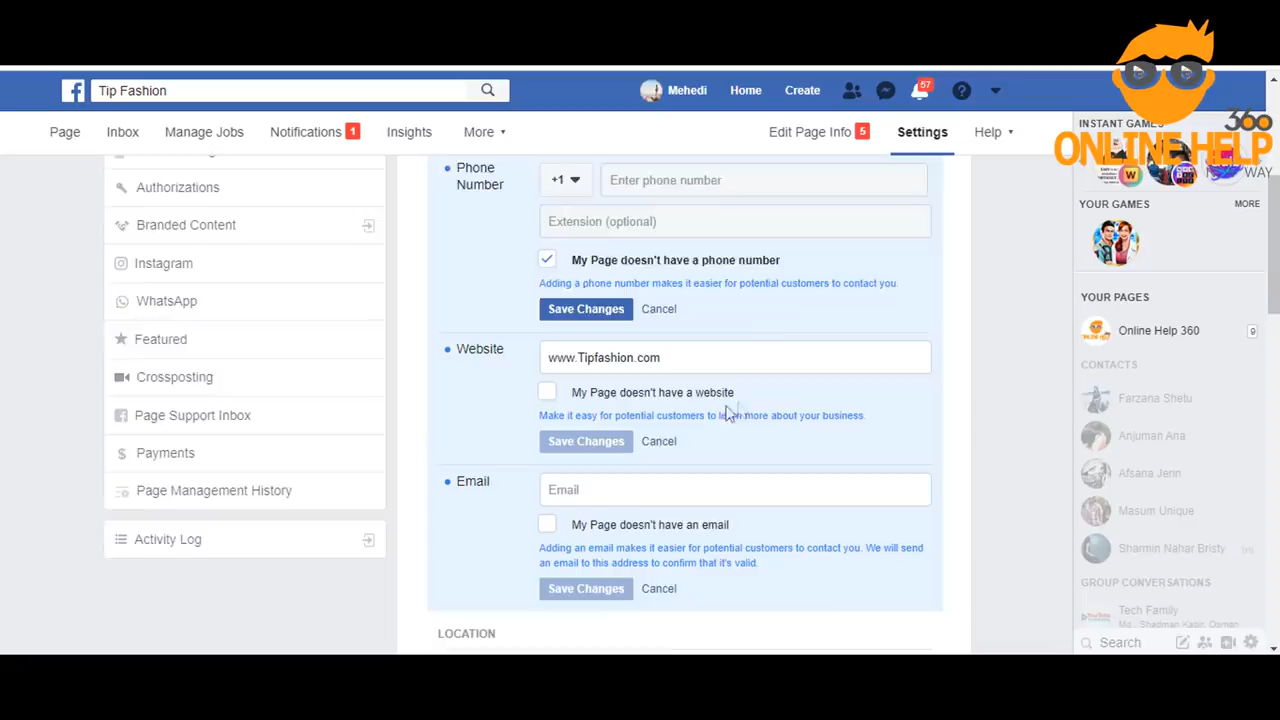 Tip Fashion
Mehedi
Home
Create
57
Page
Inbox
Manage Jobs
Notifications 1
Insights
More
Edit Page Info 5
Settings
Help
360
ONLINE HELP
WAY
INSTANT GAMES
YOUR GAMES
MORE
YOUR PAGES
Online Help 360
9
CONTACTS
Farzana Shetu
Anjuman Ana
Afsana Jerin
Masum Unique
Sharmin Nahar Bristy
GROUP CONVERSATIONS
Tech Family
Search
Authorizations
Branded Content
Instagram
WhatsApp
Featured
Crossposting
Page Support Inbox
Payments
Page Management History
Activity Log
Phone
Number
+1
Enter phone number
Extension (optional)
My Page doesn't have a phone number
Adding a phone number makes it easier for potential customers to contact you.
Save Changes
Cancel
Website
www.Tipfashion.com
My Page doesn't have a website
Make it easy for potential customers to learn more about your business.
Save Changes
Cancel
Email
Email
My Page doesn't have an email
Adding an email makes it easier for potential customers to contact you. We will send
an email to this address to confirm that it's valid.
Save Changes
Cancel
LOCATION